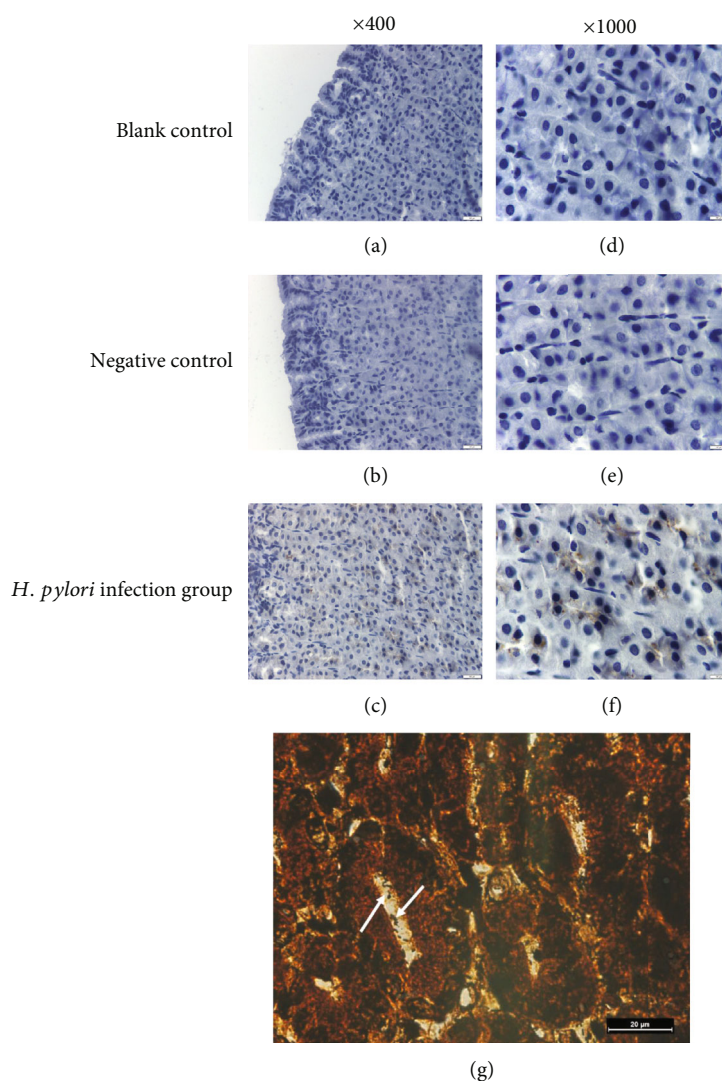 ×400 ×1000
Blank control
(a) (d)
Negative control
(b) (e)
H. pylori infection group
(c) (f)
20 µm
(g)